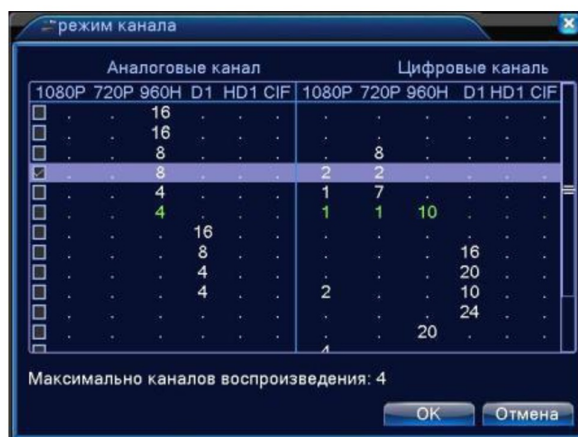 режим канала
Аналоговые канал Цифровые каналь
1080P 720P 960H D1 HD1 CIF 1080P 720P 960H D1 HD1 CIF
. . 16 . . . . . . . . .
. . 16 . . . . . . . . .
. . 8 . . . . 8 . . . .
. . 8 . . . 2 2 . . . .
. . 4 . . . 1 7 . . . .
. . 4 . . . 1 1 10 . . .
. . . 16 . . . . . . . .
. . . 8 . . . . . 16 . .
. . . 4 . . . . . 20 . .
. . . 4 . . 2 . . 10 . .
. . . . . . . . . 24 . .
. . . . . . . . 20 . . .
Максимально каналов воспроизведения: 4
OK Отмена